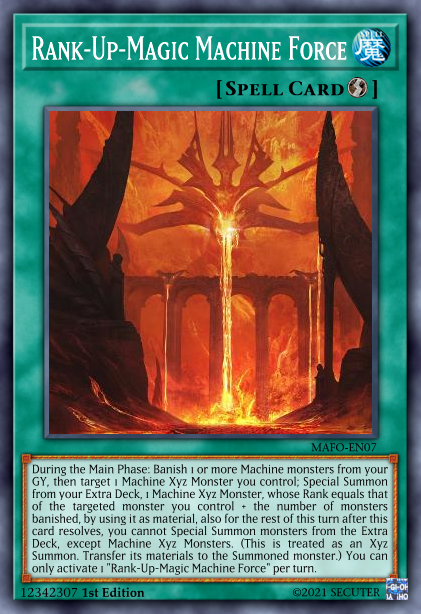 RANK-UP-MAGIC MACHINE FORCE
魔
[SPELL CARD]
MAFO-EN07
During the Main Phase: Banish 1 or more Machine monsters from your
GY, then target 1 Machine Xyz Monster you control; Special Summon
from your Extra Deck, 1 Machine Xyz Monster, whose Rank equals that
of the targeted monster you control + the number of monsters
banished, by using it as material, also for the rest of this turn after this
card resolves, you cannot Special Summon monsters from the Extra
Deck, except Machine Xyz Monsters. (This is treated as an Xyz
Summon. Transfer its materials to the Summoned monster.) You can
only activate 1 "Rank-Up-Magic Machine Force" per turn.
12342307 1st Edition ©2021 SECUTER